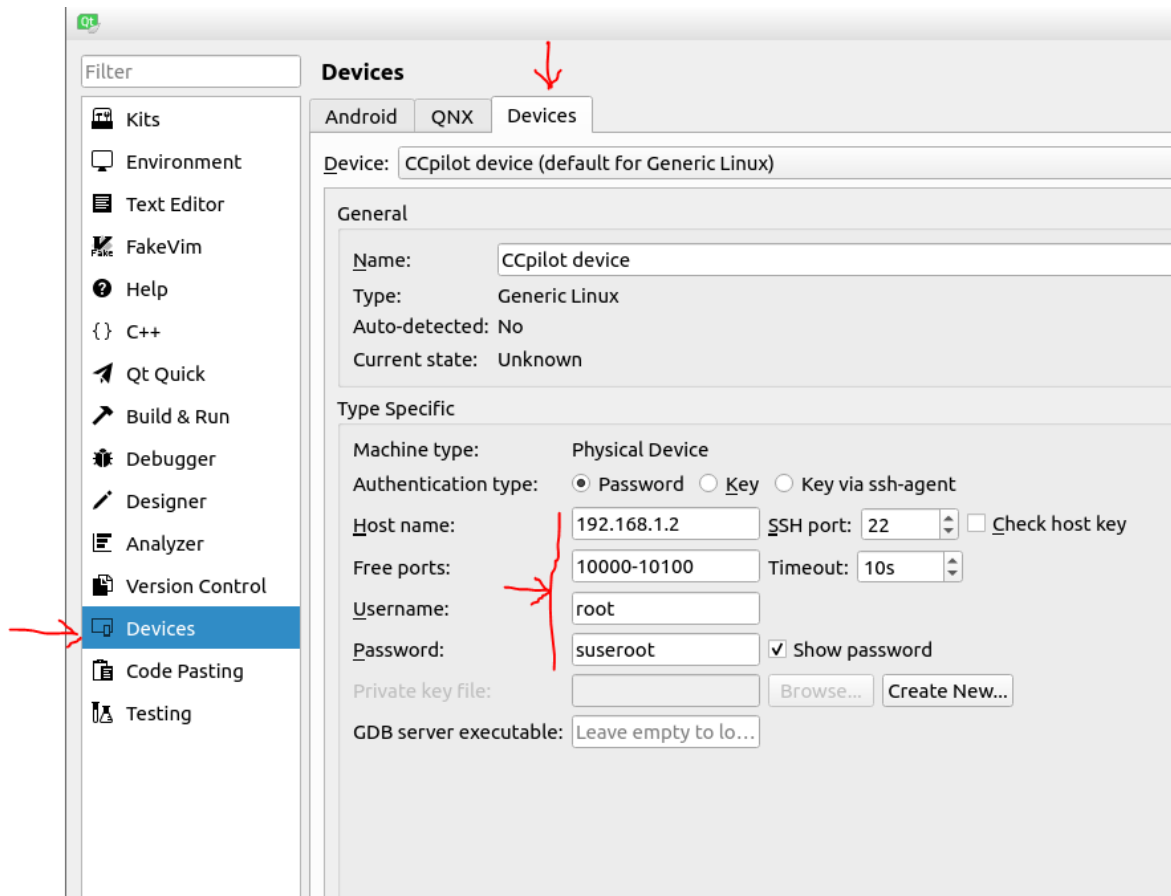 Qt
Filter
Kits
Environment
Text Editor
FakeVim
Help
C++
Qt Quick
Build & Run
Debugger
Designer
Analyzer
Version Control
Devices
Code Pasting
Testing
Devices
Android QNX Devices
Device: CCpilot device (default for Generic Linux)
General
Name: CCpilot device
Type: Generic Linux
Auto-detected: No
Current state: Unknown
Type Specific
Machine type: Physical Device
Authentication type: Password Key Key via ssh-agent
Host name: 192.168.1.2 SSH port: 22 Check host key
Free ports: 10000-10100 Timeout: 10s
Username: root
Password: suseroot Show password
Private key file: Browse... Create New...
GDB server executable: Leave empty to lo...